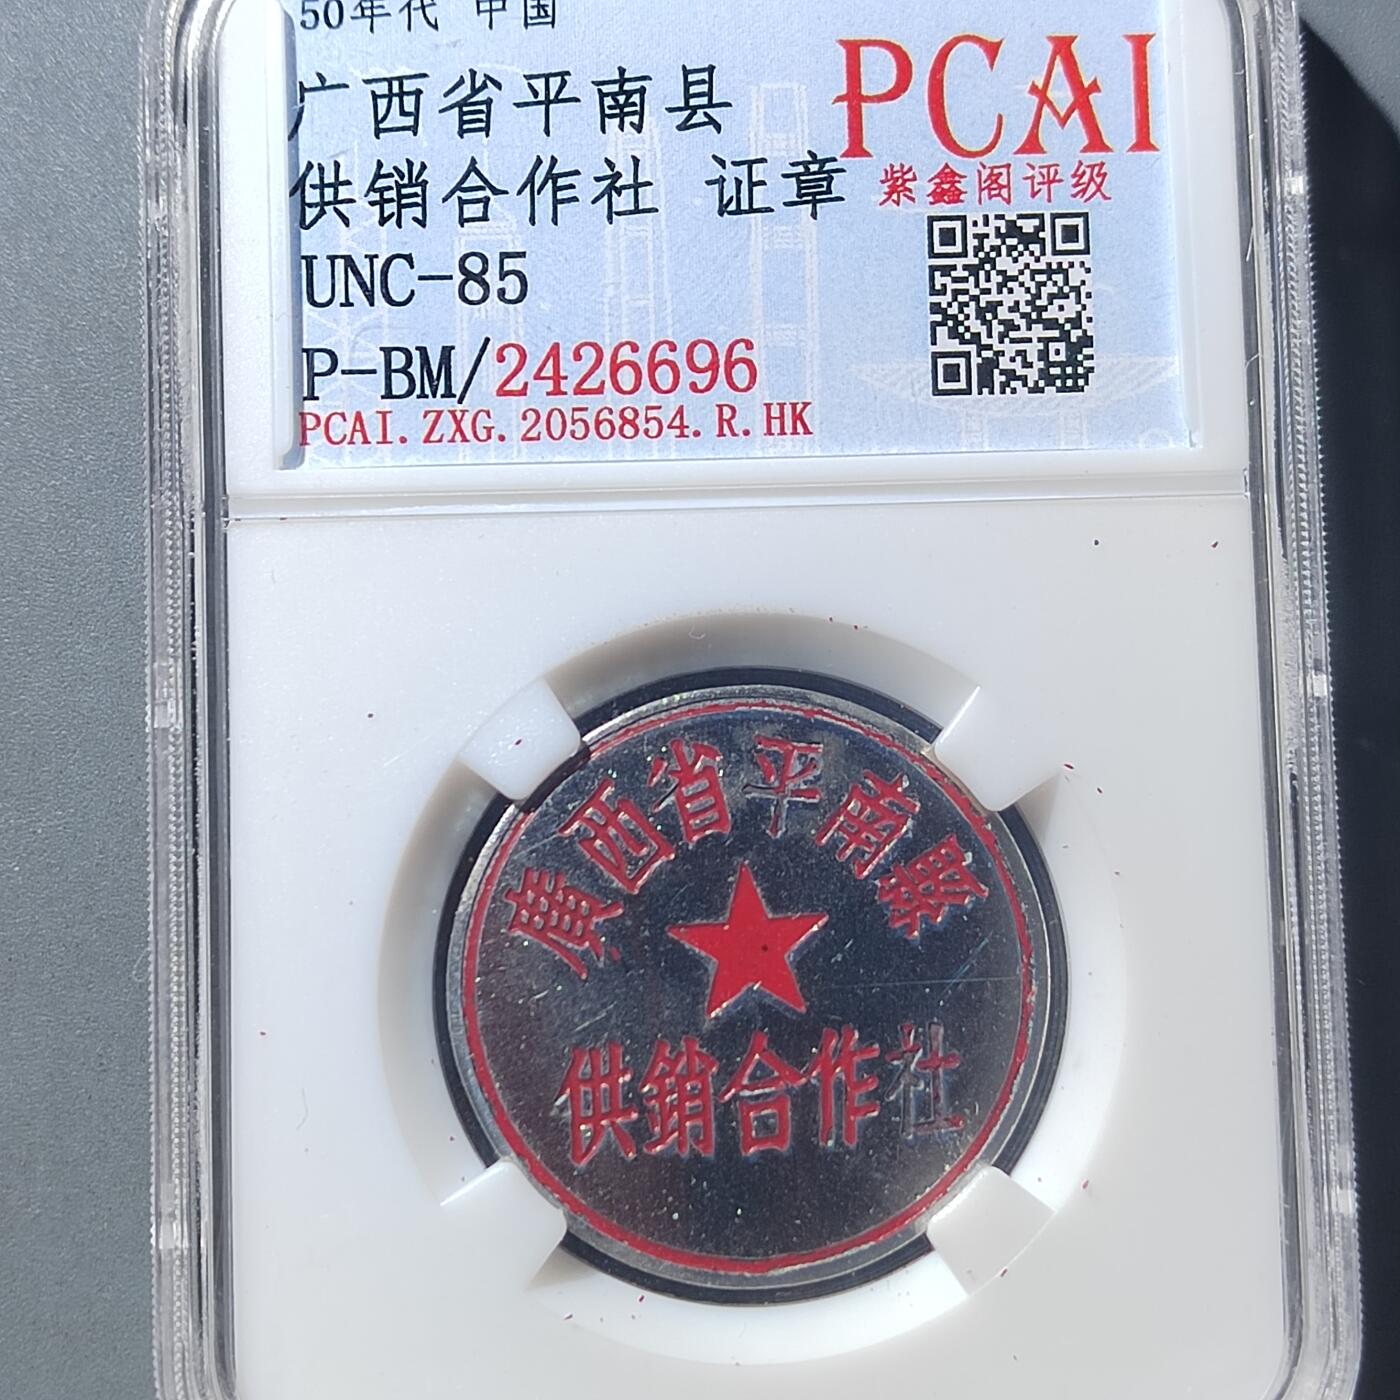 50年代 中国
广西省平南县
供销合作社 证章
UNC-85
P-BM/2426696
PCAI.ZXG.2056854.R.HK
PCAI
紫鑫阁评级
廣西省平南縣
供銷合作社